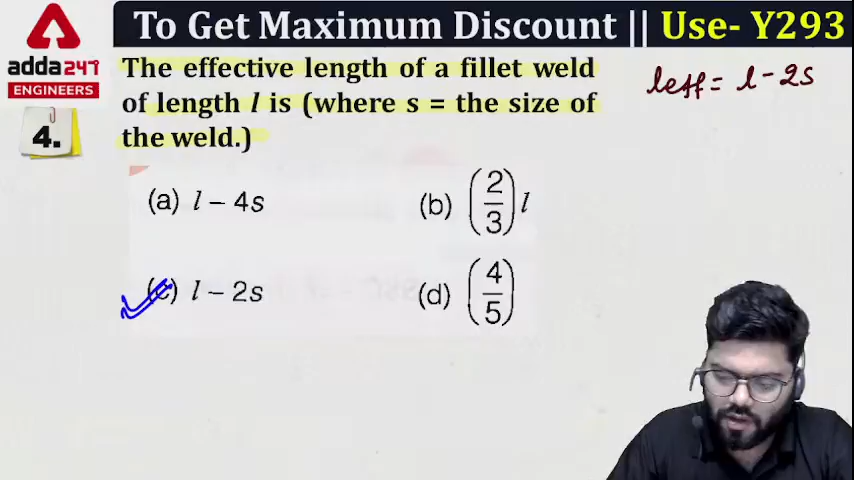 To Get Maximum Discount || Use- Y293
adda247
ENGINEERS
4.
The effective length of a fillet weld
of length l is (where s = the size of
the weld.)
leff = l - 2s
(a) l – 4s
(b) (2/3) l
(c) l – 2s
(d) (4/5)